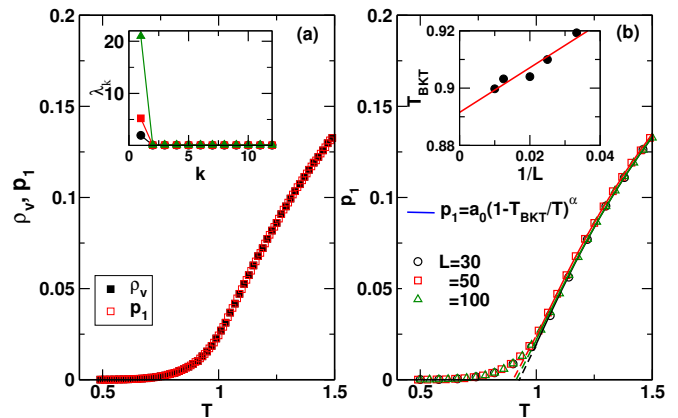 (a)
20
10
0
λk
0 5 10
k
0.2
0.15
0.1
0.05
0
ρv, p1
ρv
p1
0.5 1 1.5
T
(b)
0.92
0.9
0.88
TBKT
0 0.02 0.04
1/L
0.2
0.15
0.1
0.05
0
p1
p1=a0(1-TBKT/T)α
L=30
=50
=100
0.5 1 1.5
T